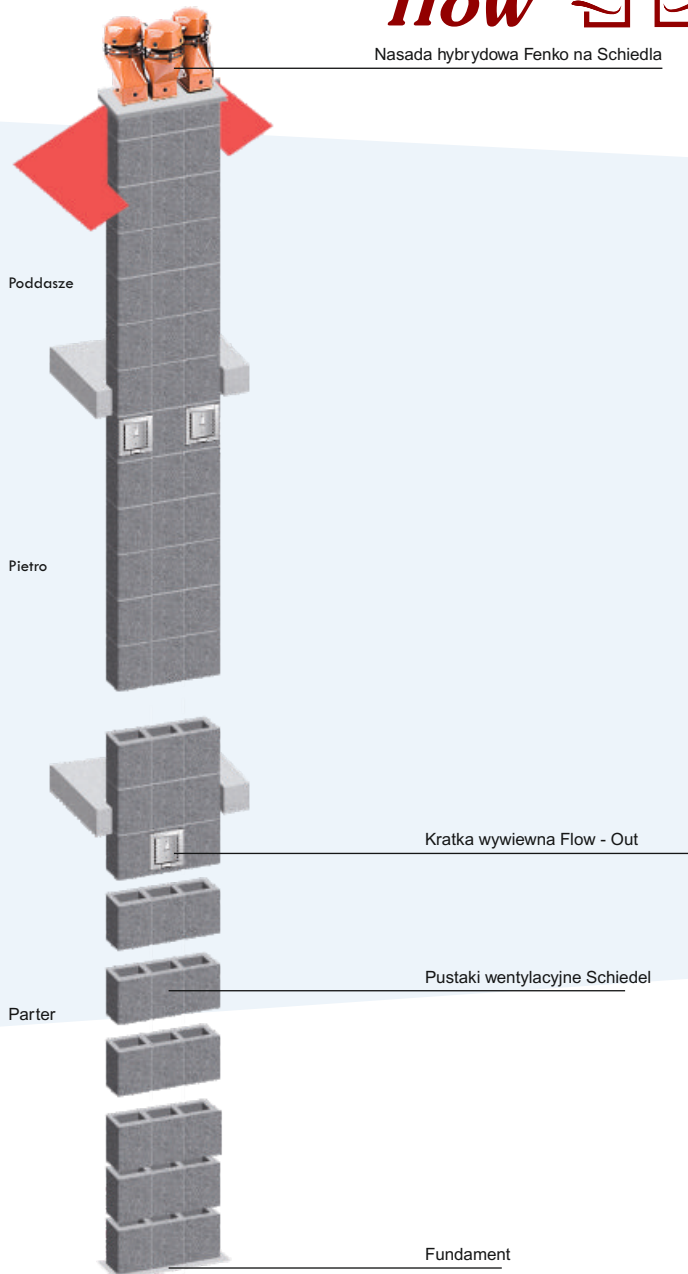 flow
Nasada hybrydowa Fenko na Schiedla
Poddasze
Pietro
Kratka wywiewna Flow - Out
Pustaki wentylacyjne Schiedel
Parter
Fundament